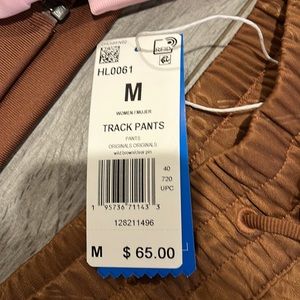 HL0061
M
WOMEN / MUJER
TRACK PANTS
PANTS
ORIGINALS ORIGINALS
40
720
UPC
1 95736 71143 3
128211496
M $ 65.00